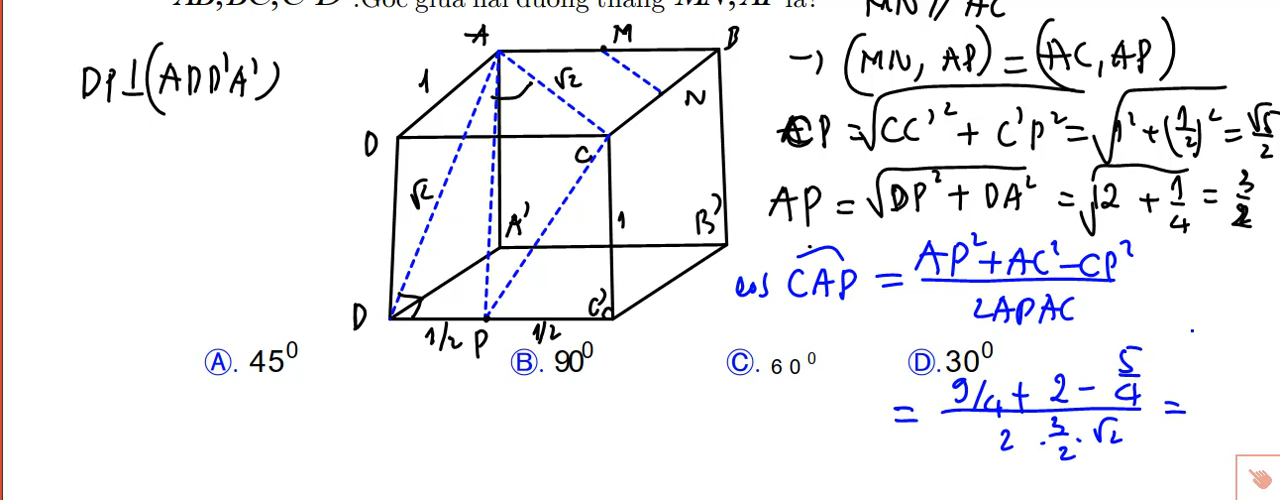 AB, BC, C'D'. Góc giữa hai đường thẳng MN, AP là?
MN // AC
DP⊥(ADD'A')
→ (MN, AP) = (AC, AP)
CP = √CC'² + C'P² = √1² + (1/2)² = √5/2
AP = √DP² + DA² = √2 + 1/4 = 3/2
cos CAP = AP² + AC² - CP² / 2APAC
= 9/4 + 2 - 5/4 / 2 . 3/2 . √2 =
A M B
1 √2 N
D C
√2 A' 1 B'
D 1/2 P 1/2 C'
A. 45⁰ B. 90⁰ C. 60⁰ D. 30⁰